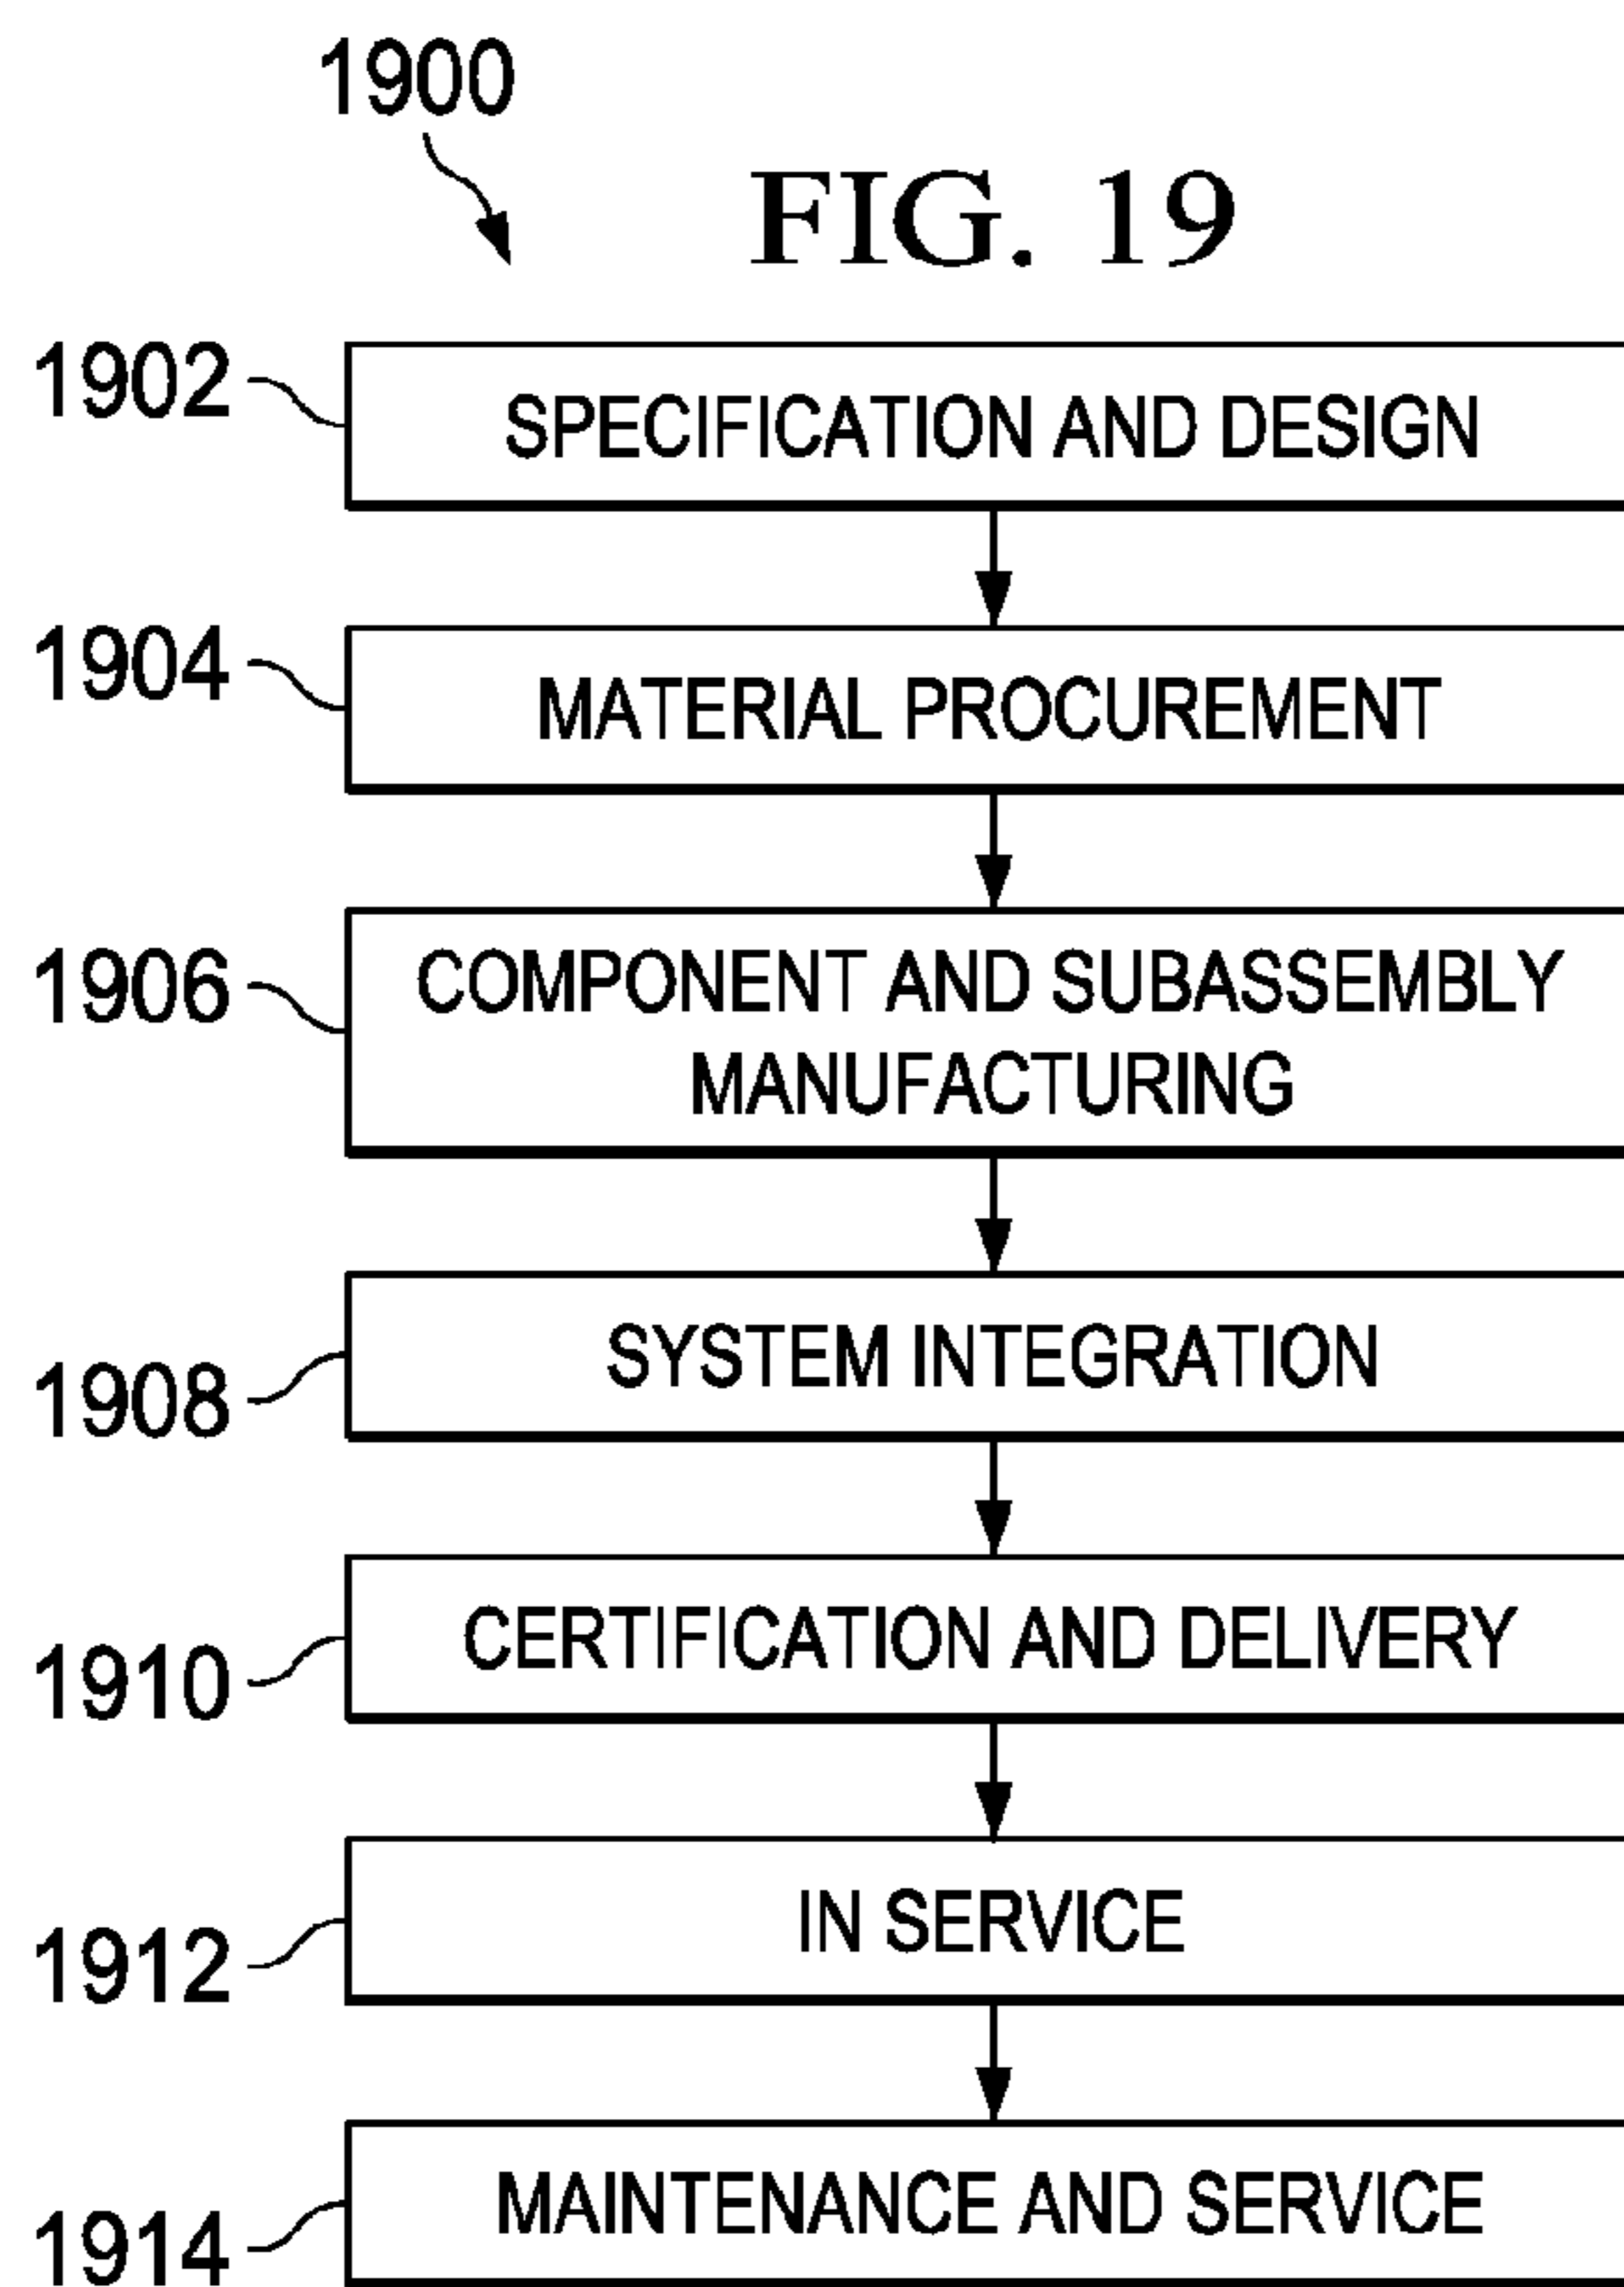 1900
FIG. 19
1902
SPECIFICATION AND DESIGN
1904
MATERIAL PROCUREMENT
1906
COMPONENT AND SUBASSEMBLY
MANUFACTURING
1908
SYSTEM INTEGRATION
1910
CERTIFICATION AND DELIVERY
1912
IN SERVICE
1914
MAINTENANCE AND SERVICE